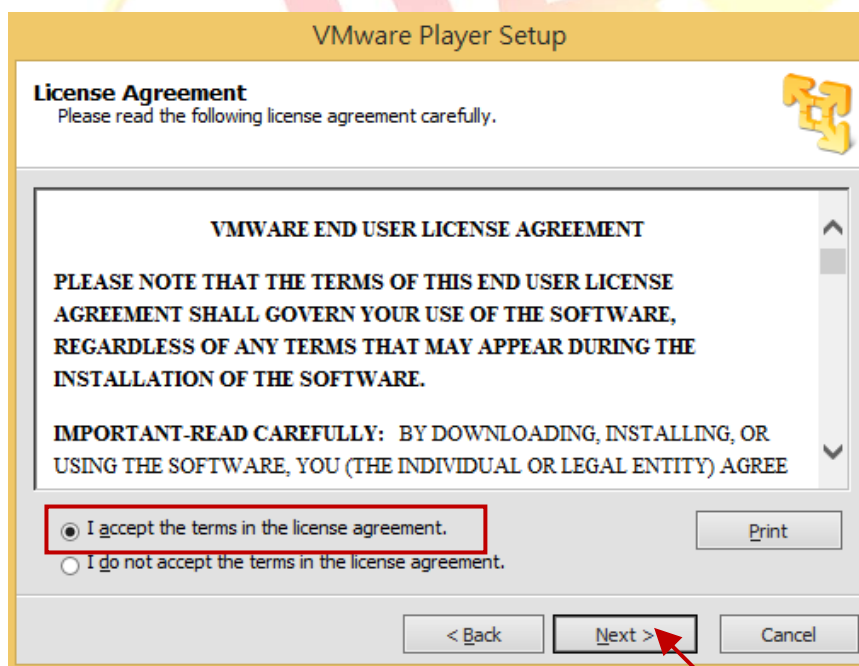 VMware Player Setup
License Agreement
Please read the following license agreement carefully.
VMWARE END USER LICENSE AGREEMENT
PLEASE NOTE THAT THE TERMS OF THIS END USER LICENSE
AGREEMENT SHALL GOVERN YOUR USE OF THE SOFTWARE,
REGARDLESS OF ANY TERMS THAT MAY APPEAR DURING THE
INSTALLATION OF THE SOFTWARE.
IMPORTANT-READ CAREFULLY: BY DOWNLOADING, INSTALLING, OR
USING THE SOFTWARE, YOU (THE INDIVIDUAL OR LEGAL ENTITY) AGREE
I accept the terms in the license agreement.
Print
I do not accept the terms in the license agreement.
< Back Next > Cancel